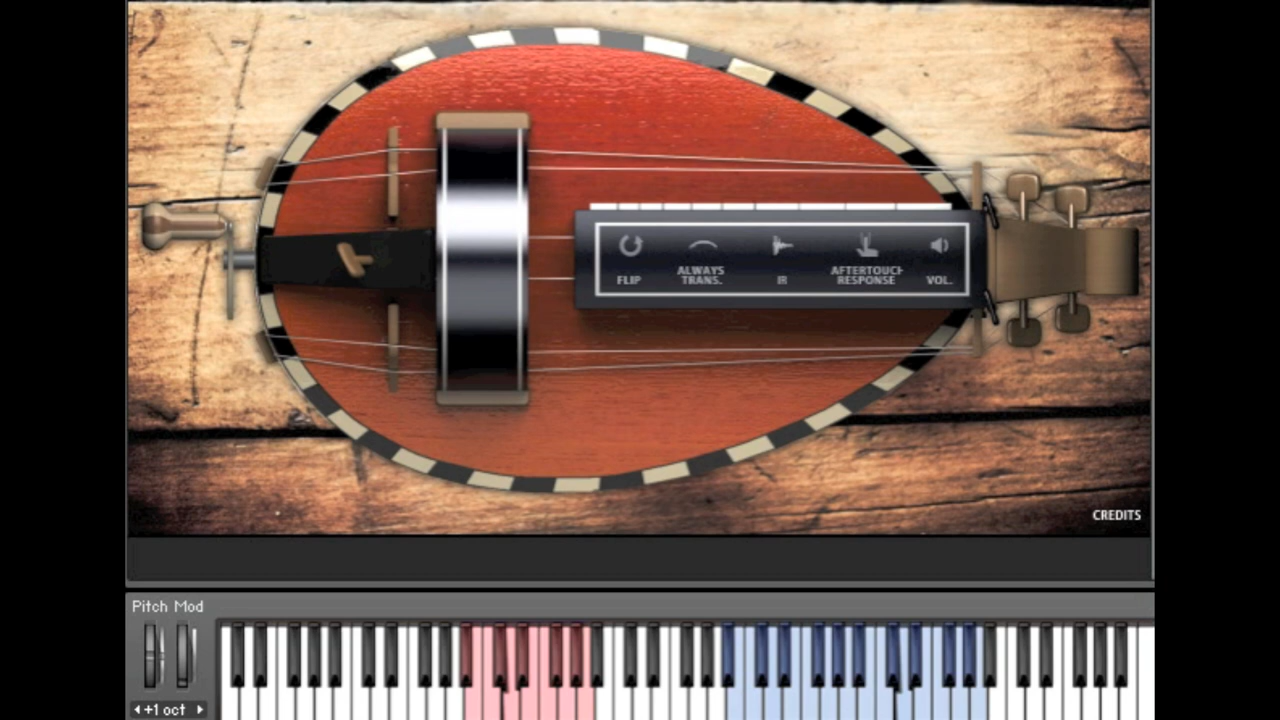 FLIP
ALWAYS
TRANS.
IR
AFTERTOUCH
RESPONSE
VOL.
CREDITS
Pitch Mod
+1 oct